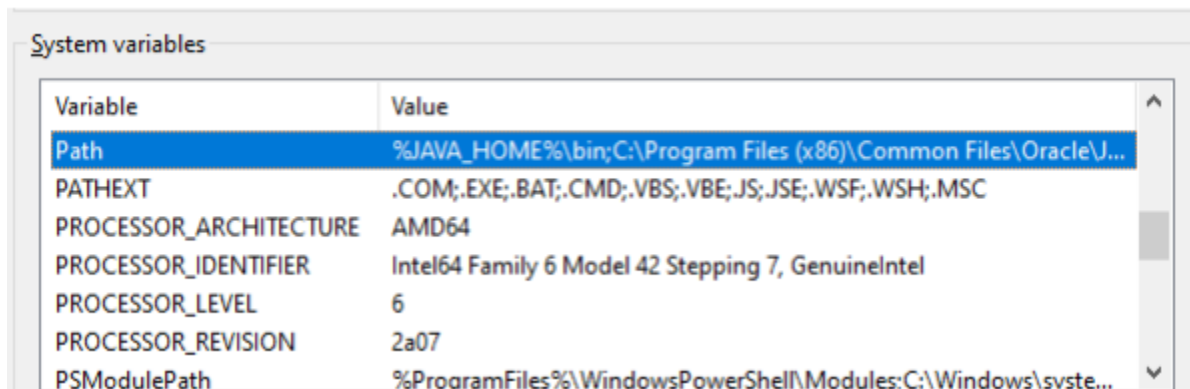 System variables
Variable Value
Path %JAVA_HOME%\bin;C:\Program Files (x86)\Common Files\Oracle\J...
PATHEXT .COM;.EXE;.BAT;.CMD;.VBS;.VBE;.JS;.JSE;.WSF;.WSH;.MSC
PROCESSOR_ARCHITECTURE AMD64
PROCESSOR_IDENTIFIER Intel64 Family 6 Model 42 Stepping 7, GenuineIntel
PROCESSOR_LEVEL 6
PROCESSOR_REVISION 2a07
PSModulePath %ProgramFiles%\WindowsPowerShell\Modules;C:\Windows\syste...